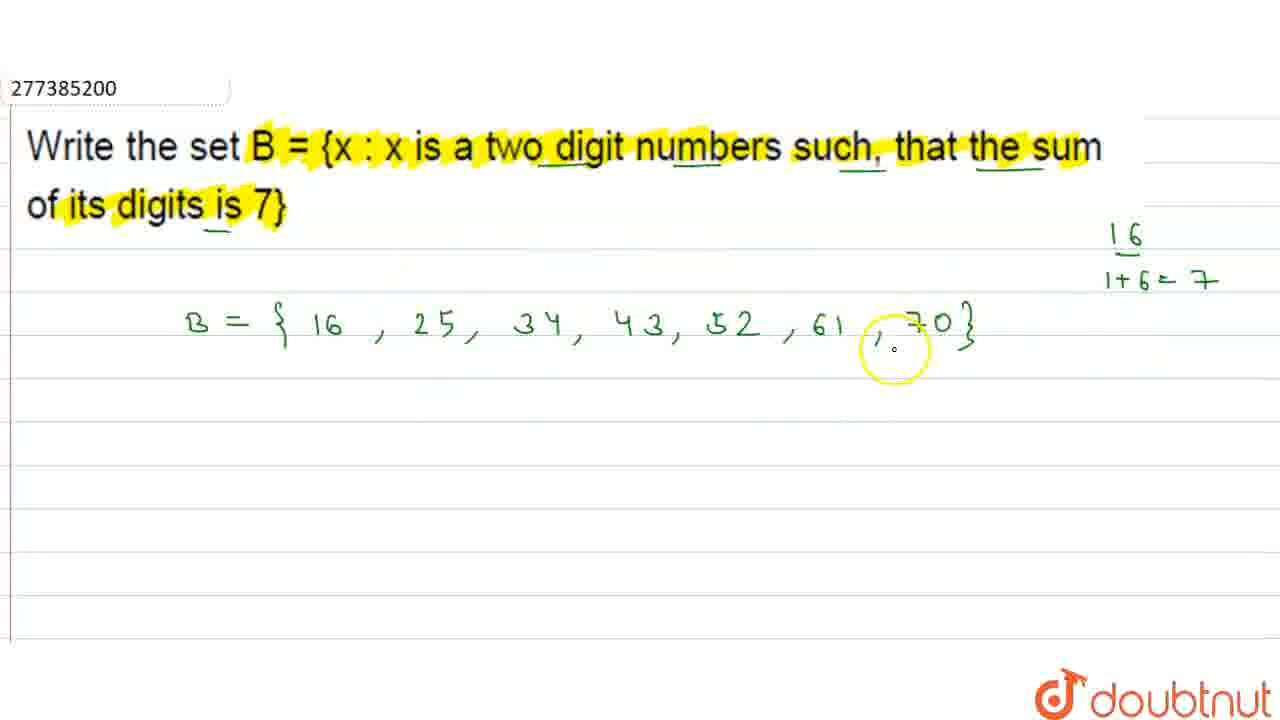 277385200
Write the set B = {x : x is a two digit numbers such, that the sum
of its digits is 7}
16
1+6= 7
B = { 16 , 25, 34, 43, 52 , 61 , 70}
doubtnut